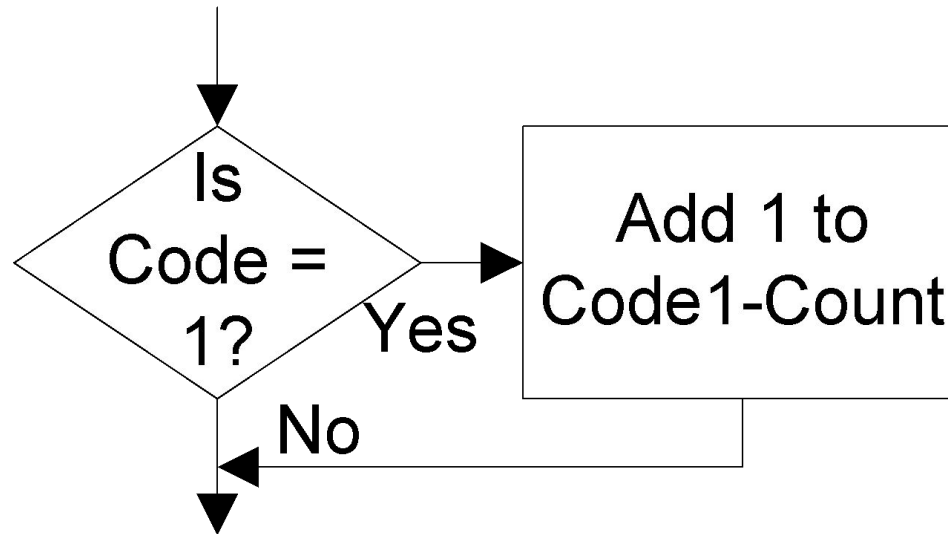 Is
Code =
1?
Yes
Add 1 to
Code1-Count
No